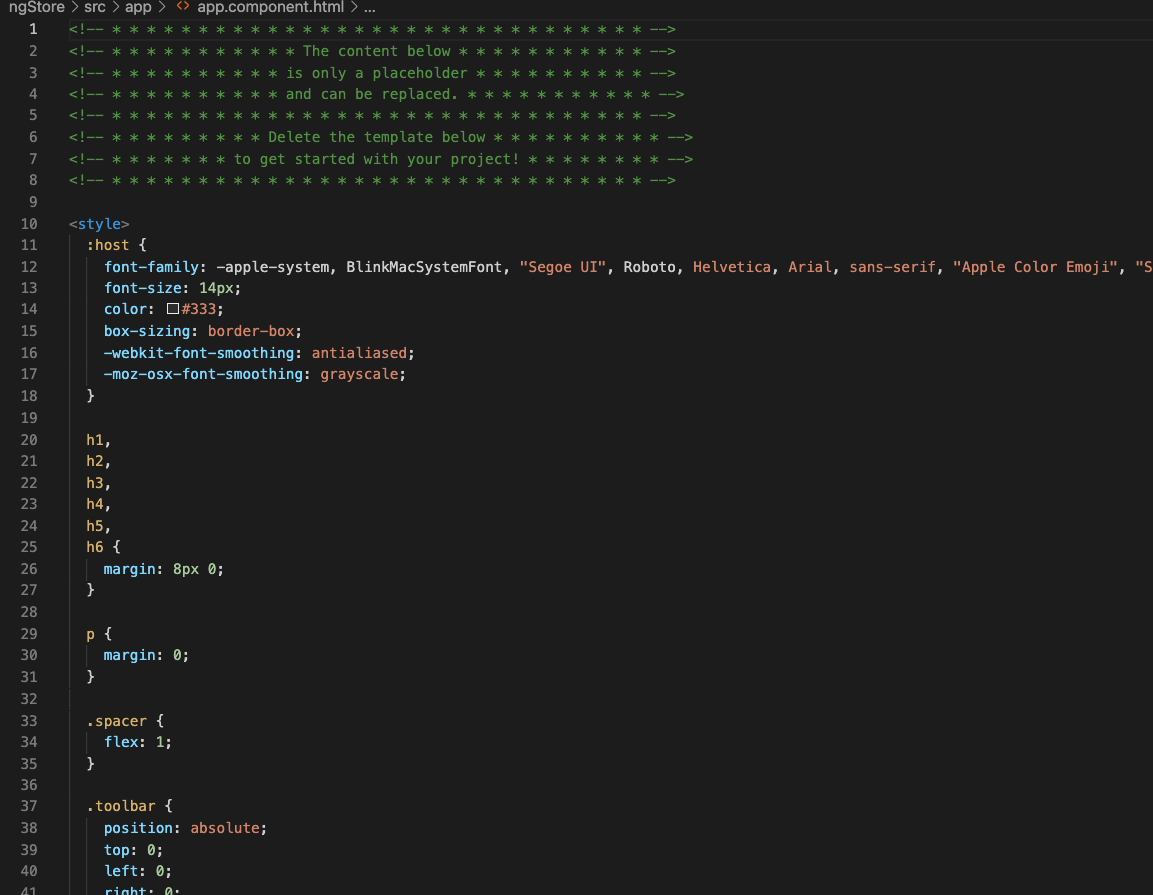 ngStore > src > app > <> app.component.html > ...
1 <!-- * * * * * * * * * * * * * * * * * * * * * * * * * * * * * * * -->
2 <!-- * * * * * * * * * * * The content below * * * * * * * * * * * -->
3 <!-- * * * * * * * * * * is only a placeholder * * * * * * * * * * -->
4 <!-- * * * * * * * * * * and can be replaced. * * * * * * * * * * * -->
5 <!-- * * * * * * * * * * * * * * * * * * * * * * * * * * * * * * * -->
6 <!-- * * * * * * * * * Delete the template below * * * * * * * * * * -->
7 <!-- * * * * * * * to get started with your project! * * * * * * * * -->
8 <!-- * * * * * * * * * * * * * * * * * * * * * * * * * * * * * * * -->
9
10 <style>
11 :host {
12 font-family: -apple-system, BlinkMacSystemFont, "Segoe UI", Roboto, Helvetica, Arial, sans-serif, "Apple Color Emoji", "S
13 font-size: 14px;
14 color: #333;
15 box-sizing: border-box;
16 -webkit-font-smoothing: antialiased;
17 -moz-osx-font-smoothing: grayscale;
18 }
19
20 h1,
21 h2,
22 h3,
23 h4,
24 h5,
25 h6 {
26 margin: 8px 0;
27 }
28
29 p {
30 margin: 0;
31 }
32
33 .spacer {
34 flex: 1;
35 }
36
37 .toolbar {
38 position: absolute;
39 top: 0;
40 left: 0;
41 right: 0;